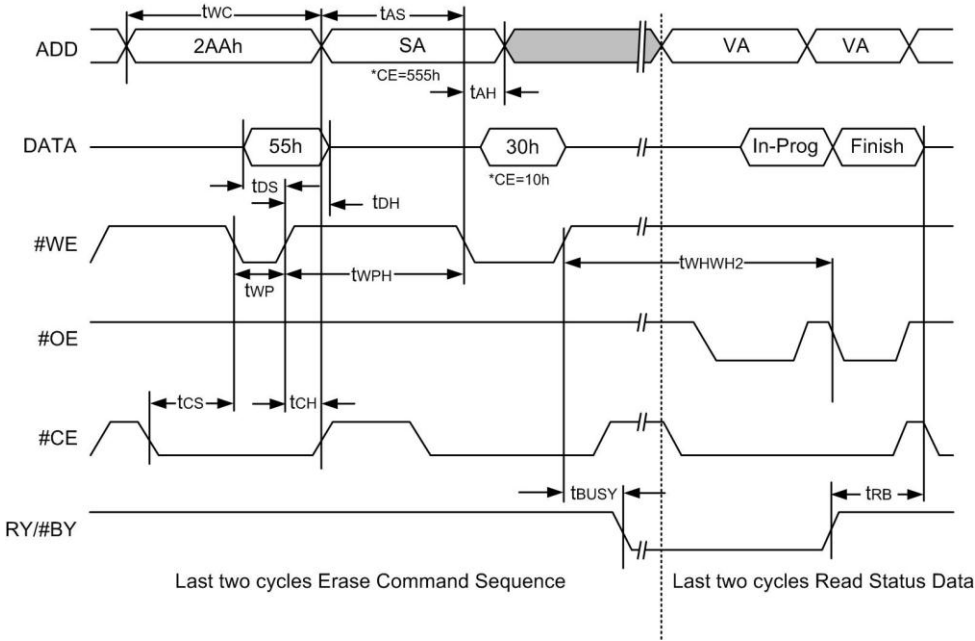 tWC
tAS
ADD
2AAh
SA
VA
VA
*CE=555h
tAH
DATA
55h
30h
In-Prog
Finish
*CE=10h
tDS
tDH
#WE
tWP
tWPH
tWHWH2
#OE
tCS
tCH
#CE
tBUSY
tRB
RY/#BY
Last two cycles Erase Command Sequence
Last two cycles Read Status Data